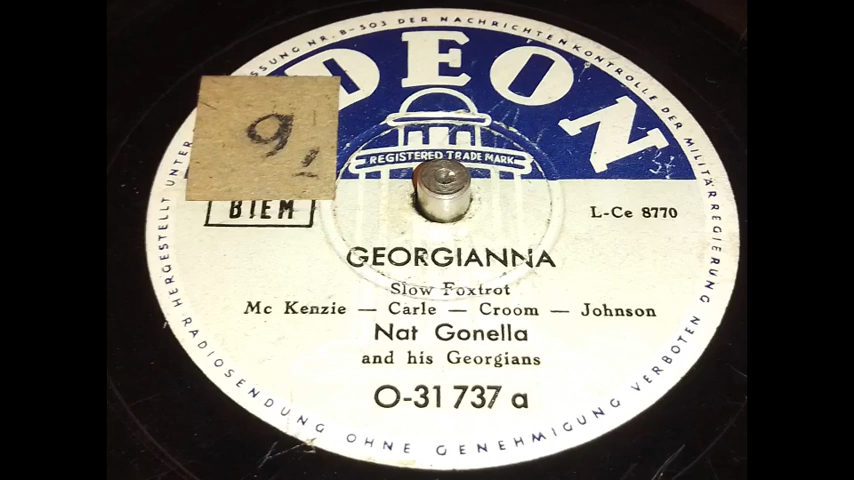 HERGESTELLT UNTER
SSUNG NR. B-503 DER NACHRICHTENKONTROLLE DER MILITÄRREGIERUNG
DEON
9
REGISTERED TRADE MARK
BIEM
L-Ce 8770
GEORGIANNA
Slow Foxtrot
Mc Kenzie — Carle — Croom — Johnson
Nat Gonella
and his Georgians
O-31 737 a
RADIOSENDUNG OHNE GENEHMIGUNG VERBOTEN